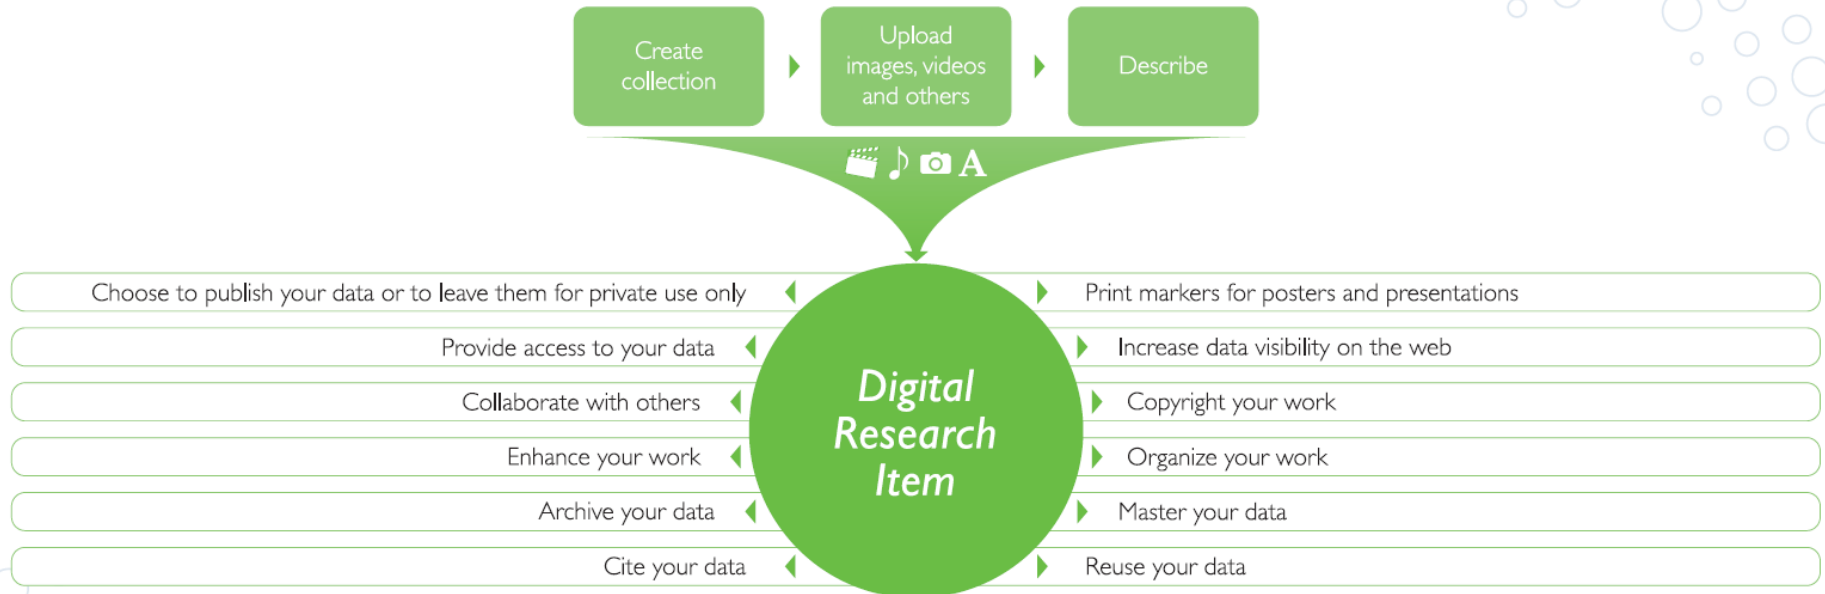 Create
collection
Upload
images, videos
and others
Describe
A
Choose to publish your data or to leave them for private use only
Provide access to your data
Collaborate with others
Enhance your work
Archive your data
Cite your data
Digital
Research
Item
Print markers for posters and presentations
Increase data visibility on the web
Copyright your work
Organize your work
Master your data
Reuse your data